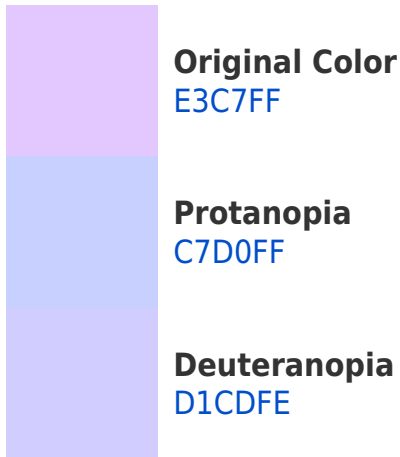 Original Color
E3C7FF
Protanopia
C7D0FF
Deuteranopia
D1CDFE